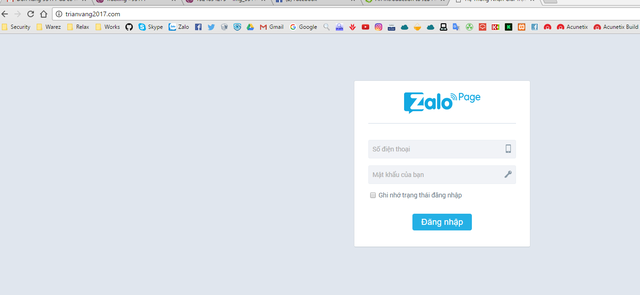 trianvang2017.com
Security Warez Relax Works GitHub Skype Zalo Gmail Google Acunetix Acunetix Build
Zalo Page
Số điện thoại
Mật khẩu của bạn
Ghi nhớ trạng thái đăng nhập
Đăng nhập